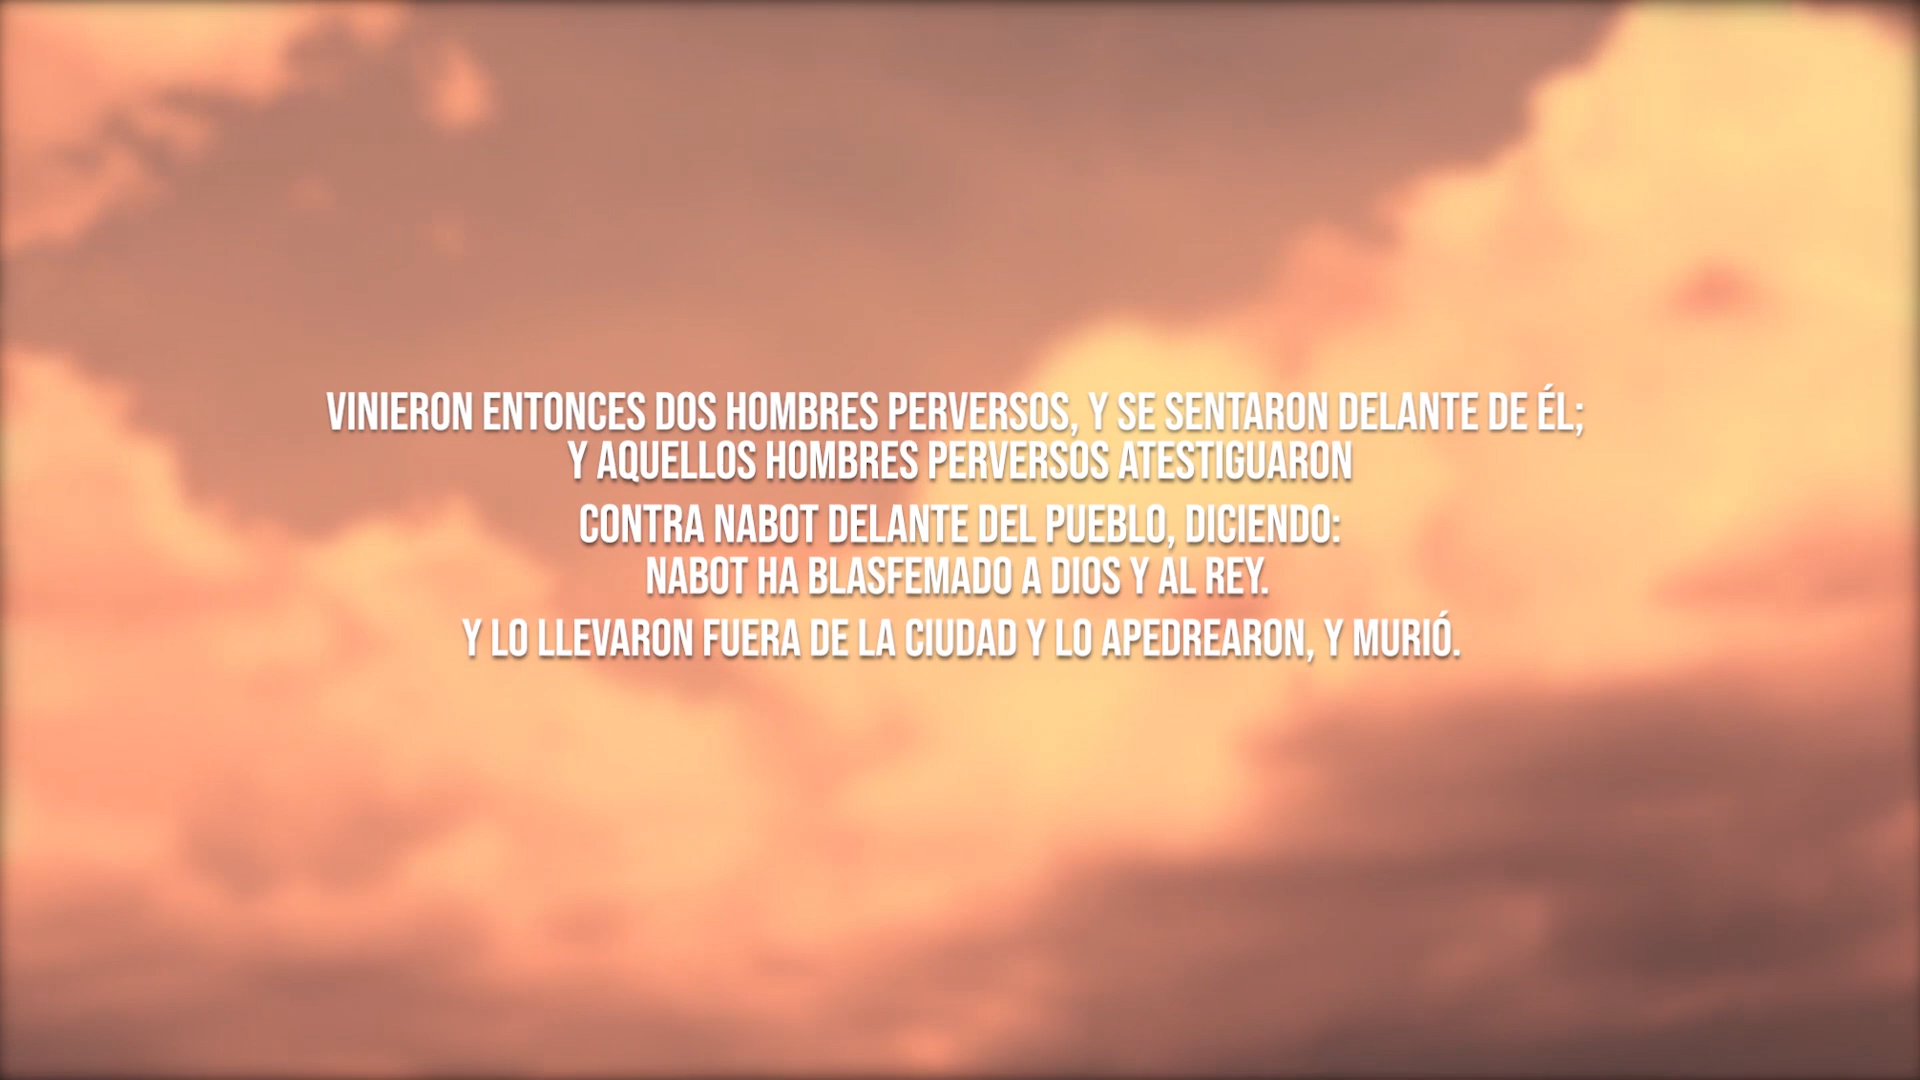 VINIERON ENTONCES DOS HOMBRES PERVERSOS, Y SE SENTARON DELANTE DE ÉL;
Y AQUELLOS HOMBRES PERVERSOS ATESTIGUARON
CONTRA NABOT DELANTE DEL PUEBLO, DICIENDO:
NABOT HA BLASFEMADO A DIOS Y AL REY.
Y LO LLEVARON FUERA DE LA CIUDAD Y LO APEDREARON, Y MURIÓ.